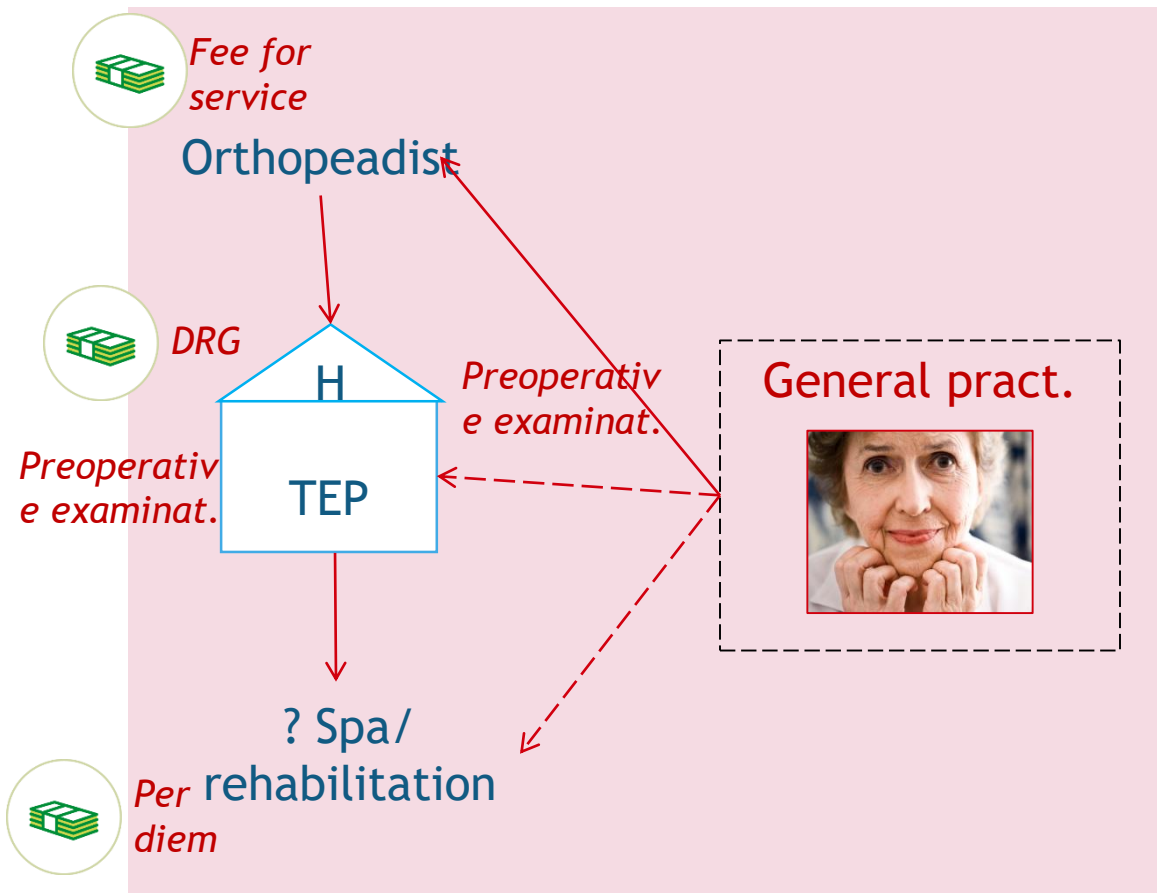 Fee for
service
Orthopeadist
DRG
H
Preoperativ
e examinat.
General pract.
Preoperativ
e examinat.
TEP
? Spa/
rehabilitation
Per
diem